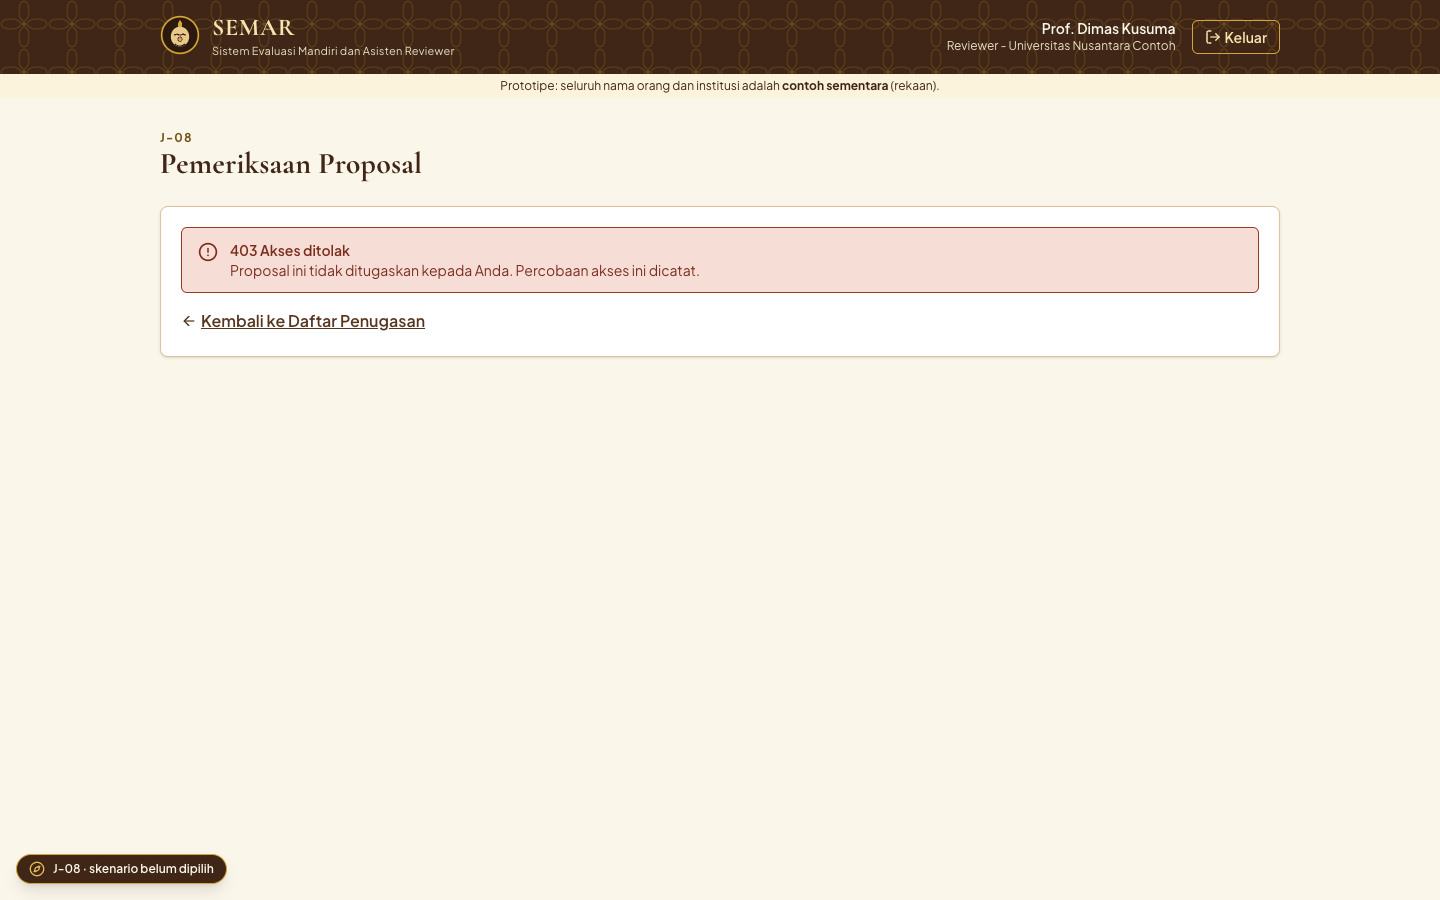 SEMAR
Sistem Evaluasi Mandiri dan Asisten Reviewer
Prof. Dimas Kusuma
Reviewer - Universitas Nusantara Contoh
Keluar
Prototipe: seluruh nama orang dan institusi adalah contoh sementara (rekaan).
J-08
Pemeriksaan Proposal
403 Akses ditolak
Proposal ini tidak ditugaskan kepada Anda. Percobaan akses ini dicatat.
← Kembali ke Daftar Penugasan
J-08 · skenario belum dipilih